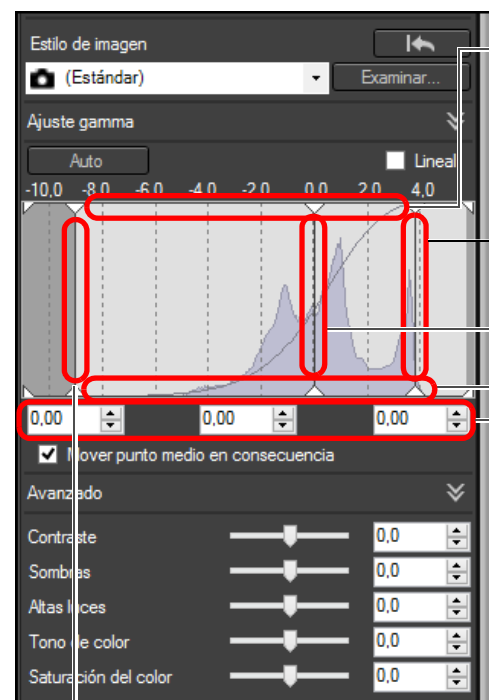 Estilo de imagen
(Estándar)
Examinar...
Ajuste gamma
Auto
Lineal
-10,0 -8,0 -6,0 -4,0 -2,0 0,0 2,0 4,0
0,00 0,00 0,00
Mover punto medio en consecuencia
Avanzado
Contraste 0,0
Sombras 0,0
Altas luces 0,0
Tono de color 0,0
Saturación del color 0,0